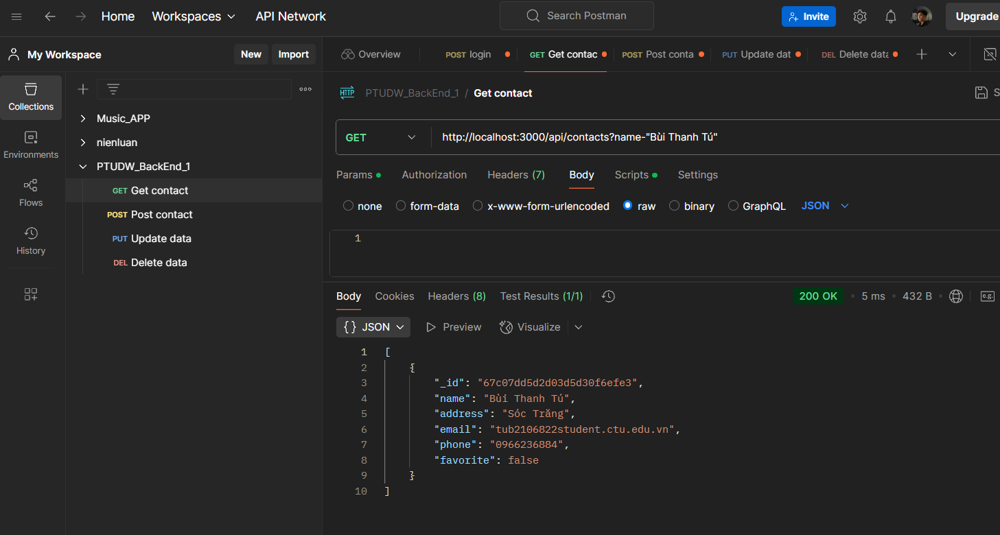 Home Workspaces API Network Search Postman Invite Upgrade
My Workspace New Import Overview POST login GET Get contac POST Post conta PUT Update dat DEL Delete data
Collections
Environments
Flows
History
Music_APP
nienluan
PTUDW_BackEnd_1
GET Get contact
POST Post contact
PUT Update data
DEL Delete data
HTTP PTUDW_BackEnd_1 / Get contact S
GET http://localhost:3000/api/contacts?name-"Bùi Thanh Tú"
Params Authorization Headers (7) Body Scripts Settings
none form-data x-www-form-urlencoded raw binary GraphQL JSON
1
Body Cookies Headers (8) Test Results (1/1) 200 OK 5 ms 432 B e.g.
{} JSON Preview Visualize
1 [
2 {
3 "_id": "67c07dd5d2d03d5d30f6efe3",
4 "name": "Bùi Thanh Tú",
5 "address": "Sóc Trăng",
6 "email": "tub2106822student.ctu.edu.vn",
7 "phone": "0966236884",
8 "favorite": false
9 }
10 ]